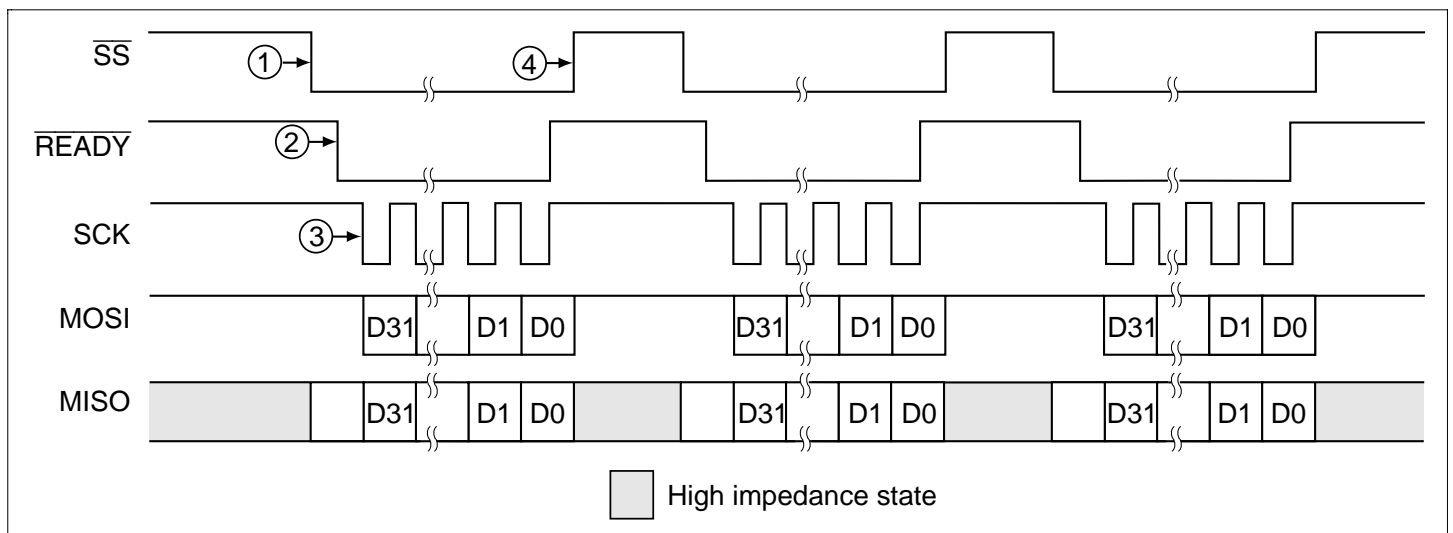 SS
① ④
READY
②
SCK
③
MOSI D31 D1 D0 D31 D1 D0 D31 D1 D0
MISO D31 D1 D0 D31 D1 D0 D31 D1 D0
High impedance state